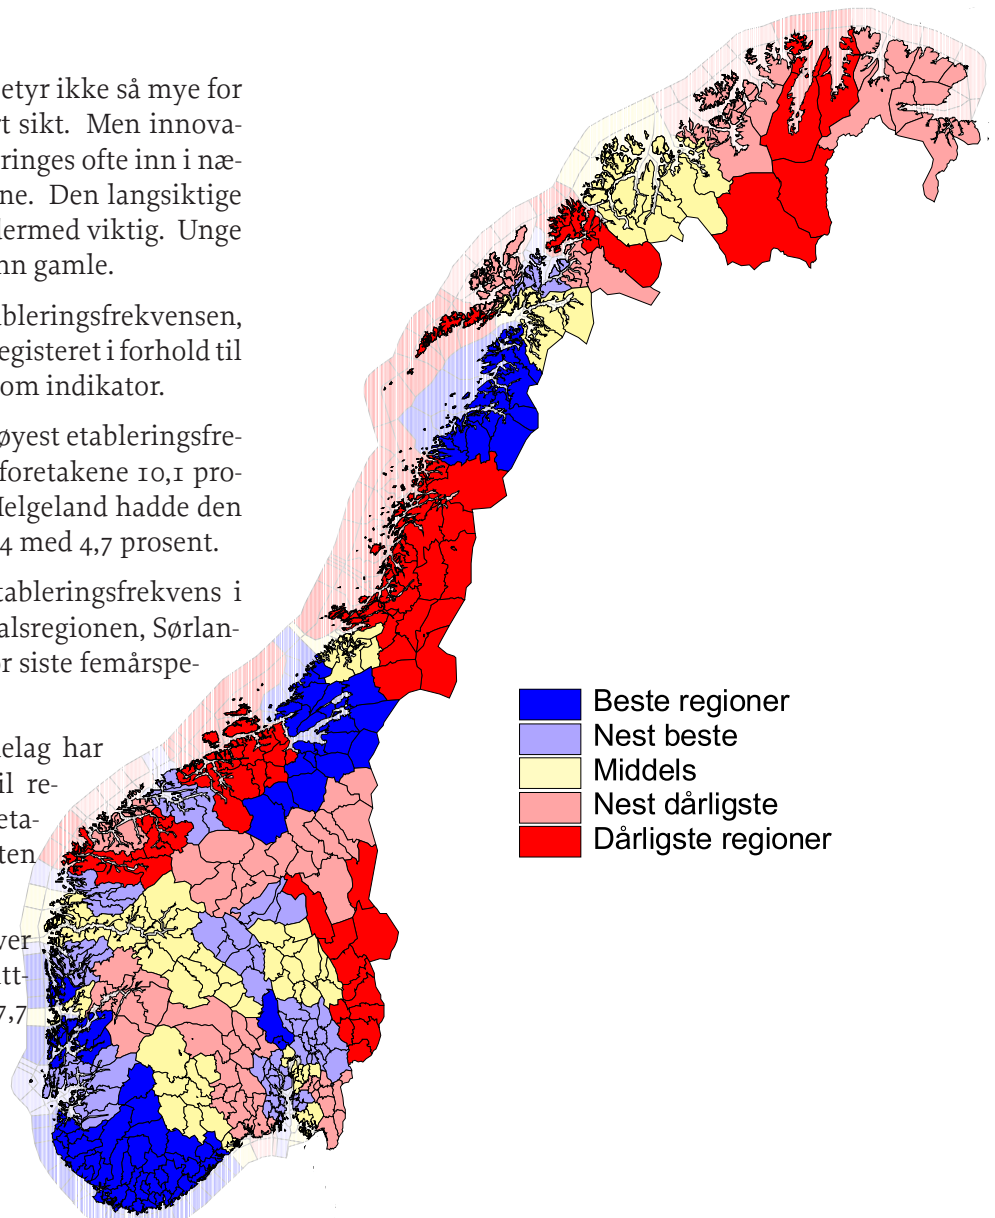 etyr ikke så mye for
rt sikt. Men innova-
ringes ofte inn i næ-
ne. Den langsiktige
dermed viktig. Unge
nn gamle.
ableringsfrekvensen,
egisteret i forhold til
om indikator.
øyest etableringsfre-
foretakene 10,1 pro-
Helgeland hadde den
4 med 4,7 prosent.
tableringsfrekvens i
alsregionen, Sørlan-
or siste femårspe-
delag har
il re-
eta-
ten
ver
itt-
7,7
Beste regioner
Nest beste
Middels
Nest dårligste
Dårligste regioner